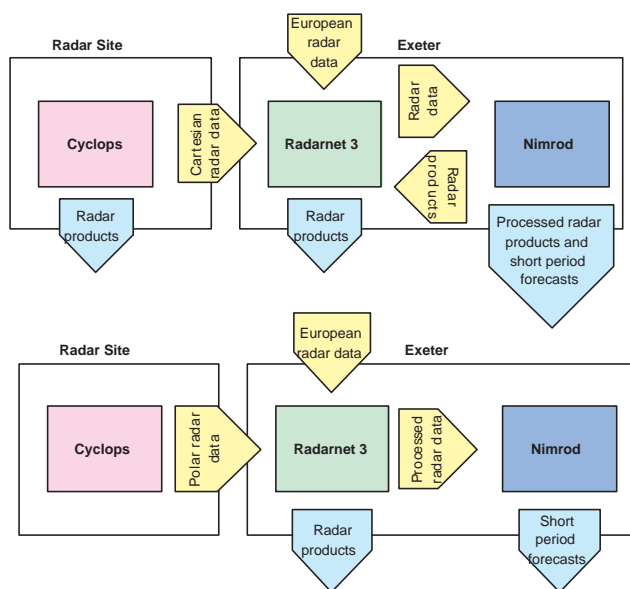 Radar Site
European
radar
data
Exeter
Cyclops
Cartesian
radar data
Radarnet 3
Radar
data
Radar
products
Nimrod
Radar
products
Radar
products
Processed radar
products and
short period
forecasts
Radar Site
European
radar data
Exeter
Cyclops
Polar radar
data
Radarnet 3
Processed
radar data
Nimrod
Radar
products
Short
period
forecasts